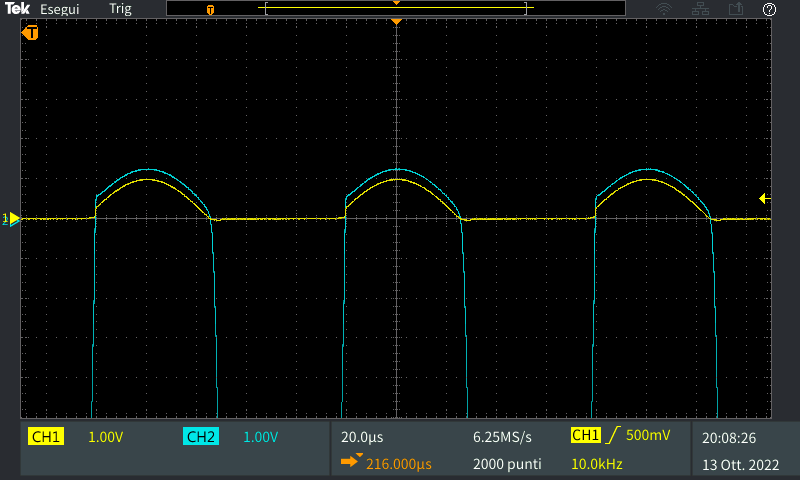 Tek Esegui Trig
T
T
1
2
CH1 1.00V CH2 1.00V 20.0µs 6.25MS/s CH1 500mV 20:08:26
216.000µs 2000 punti 10.0kHz 13 Ott. 2022